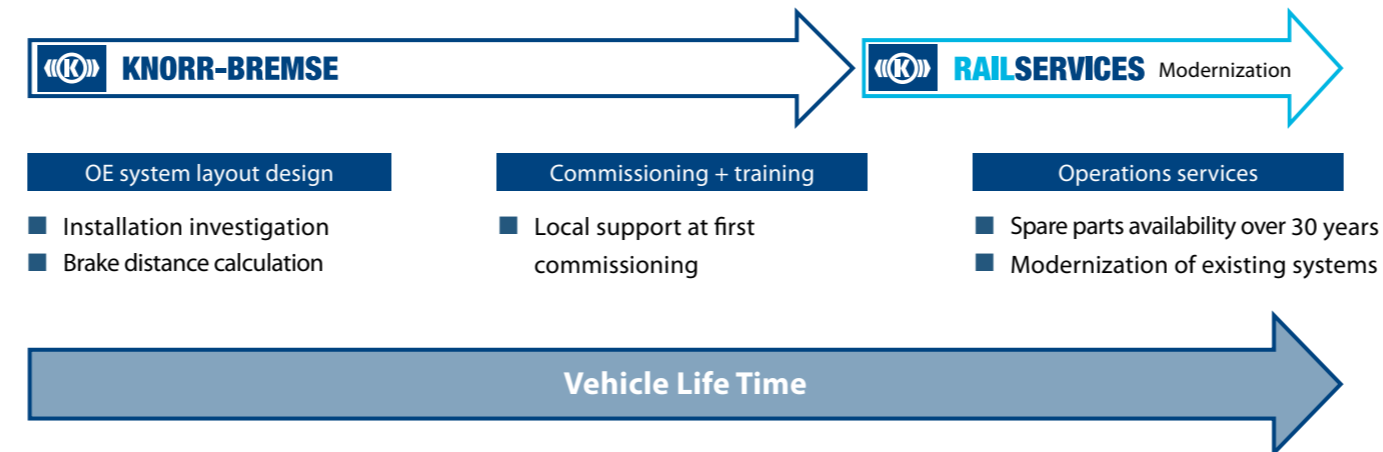 K KNORR-BREMSE
K RAILSERVICES Modernization
OE system layout design
Installation investigation
Brake distance calculation
Commissioning + training
Local support at first
commissioning
Operations services
Spare parts availability over 30 years
Modernization of existing systems
Vehicle Life Time